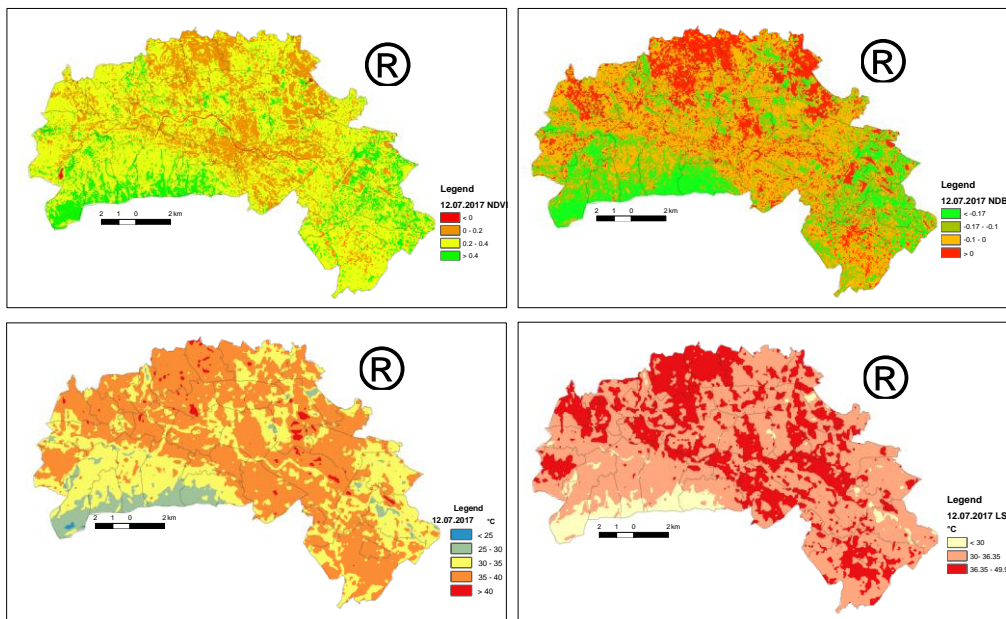 ®
Legend
12.07.2017 NDVI
< 0
0 - 0.2
0.2 - 0.4
> 0.4
2 1 0 2 km
®
Legend
12.07.2017 NDB
< -0.17
-0.17 - -0.1
-0.1 - 0
> 0
2 1 0 2 km
®
Legend
12.07.2017 °C
< 25
25 - 30
30 - 35
35 - 40
> 40
2 1 0 2 km
®
Legend
12.07.2017 LS
°C
< 30
30- 36.35
36.35 - 49.9
2 1 0 2 km